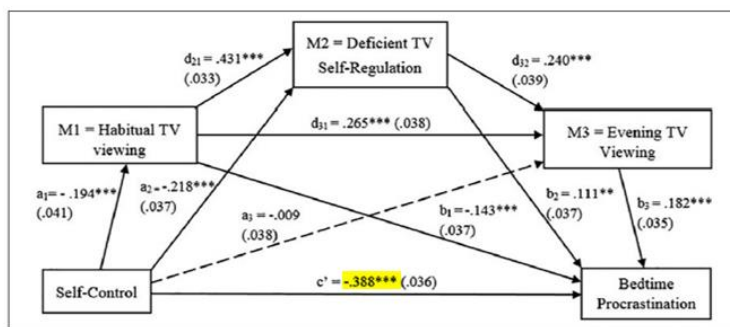 M2 = Deficient TV
Self-Regulation
d21 = .431***
(.033)
d32 = .240***
(.039)
M1 = Habitual TV
viewing
d31 = .265*** (.038)
M3 = Evening TV
Viewing
a1= - .194***
(.041)
a2 = -.218***
(.037)
a3 = -.009
(.038)
b1 = -.143***
(.037)
b2 = .111**
(.037)
b3 = .182***
(.035)
Self-Control
c' = -.388*** (.036)
Bedtime
Procrastination